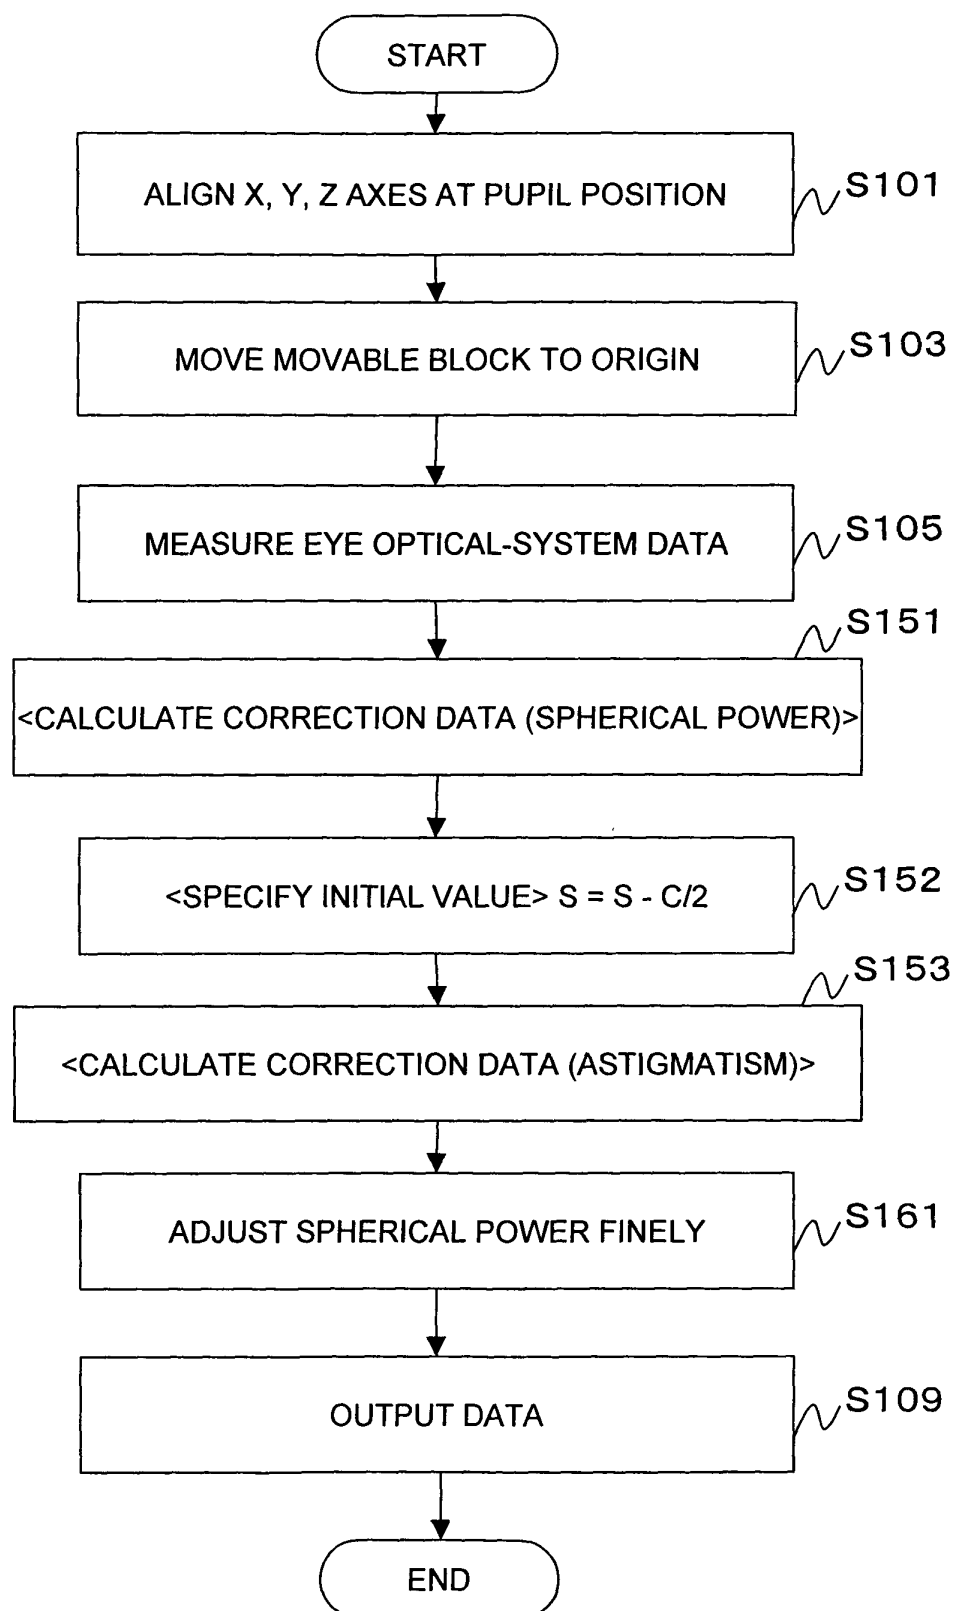 START
ALIGN X, Y, Z AXES AT PUPIL POSITION
S101
MOVE MOVABLE BLOCK TO ORIGIN
S103
MEASURE EYE OPTICAL-SYSTEM DATA
S105
S151
<CALCULATE CORRECTION DATA (SPHERICAL POWER)>
<SPECIFY INITIAL VALUE> S = S - C/2
S152
S153
<CALCULATE CORRECTION DATA (ASTIGMATISM)>
ADJUST SPHERICAL POWER FINELY
S161
OUTPUT DATA
S109
END